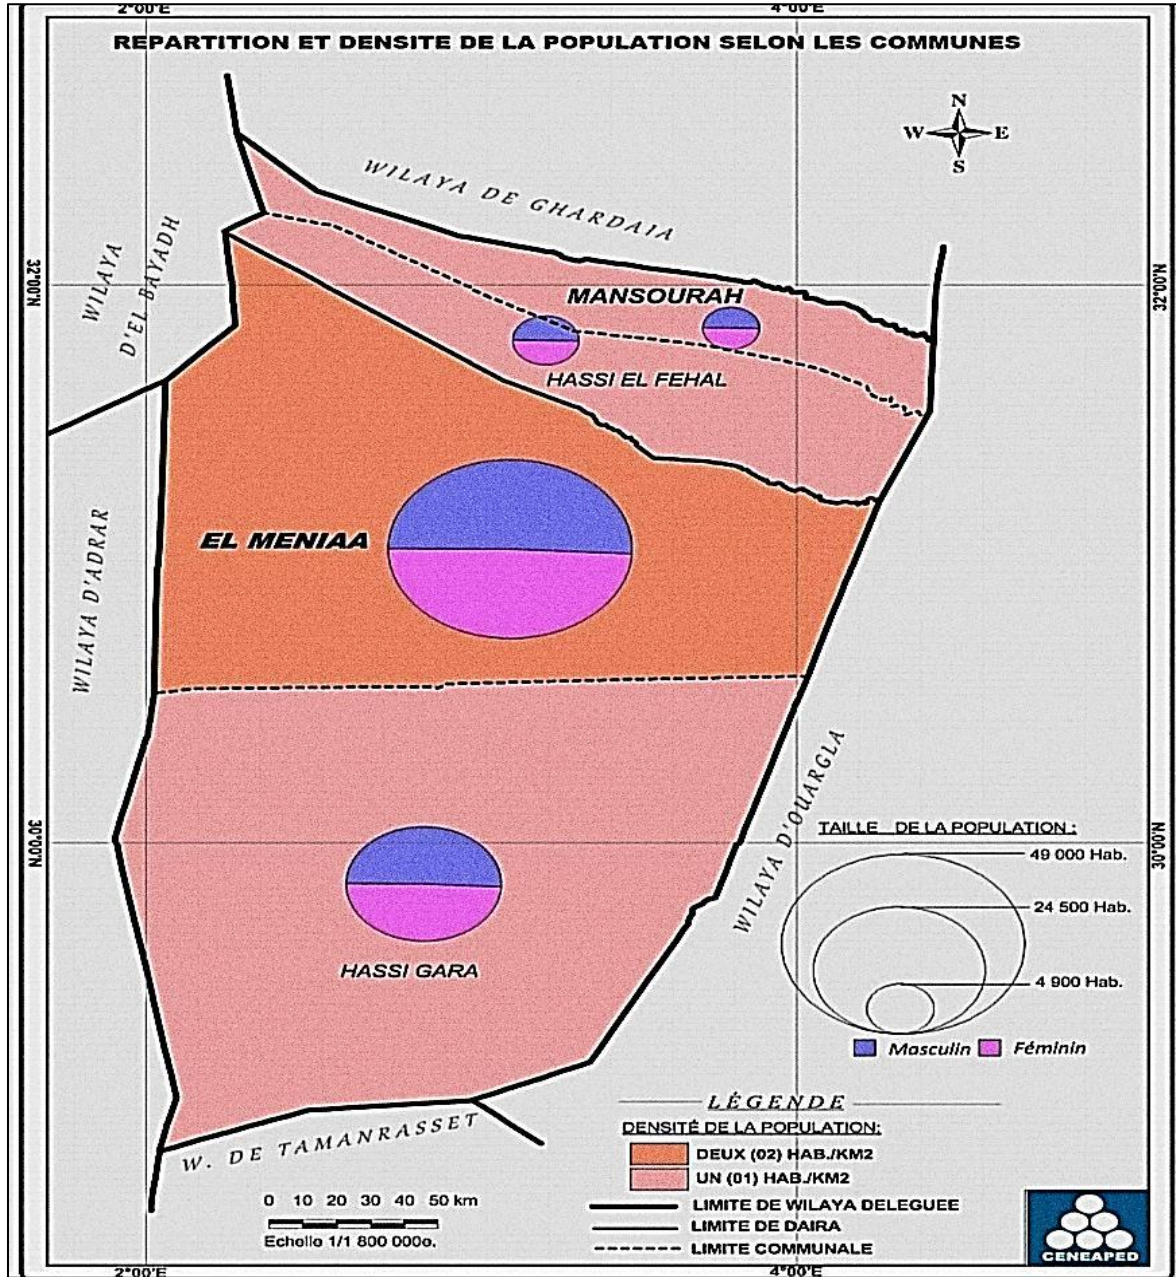 2°00'E
4°00'E
REPARTITION ET DENSITE DE LA POPULATION SELON LES COMMUNES
N
W
E
S
WILAYA DE GHARDAIA
WILAYA
D'EL BAYADH
32°00'N
32°00'N
MANSOURAH
HASSI EL FEHAL
EL MENIAA
WILAYA D'ADRAR
WILAYA D'OUARGLA
30°00'N
30°00'N
TAILLE DE LA POPULATION :
49 000 Hab.
24 500 Hab.
4 900 Hab.
HASSI GARA
Masculin
Féminin
W. DE TAMANRASSET
LÉGENDE
DENSITÉ DE LA POPULATION:
DEUX (02) HAB./KM2
UN (01) HAB./KM2
0 10 20 30 40 50 km
Echelle 1/1 800 000e.
LIMITE DE WILAYA DELEGUEE
LIMITE DE DAIRA
LIMITE COMMUNALE
CENEAPED
2°00'E
4°00'E